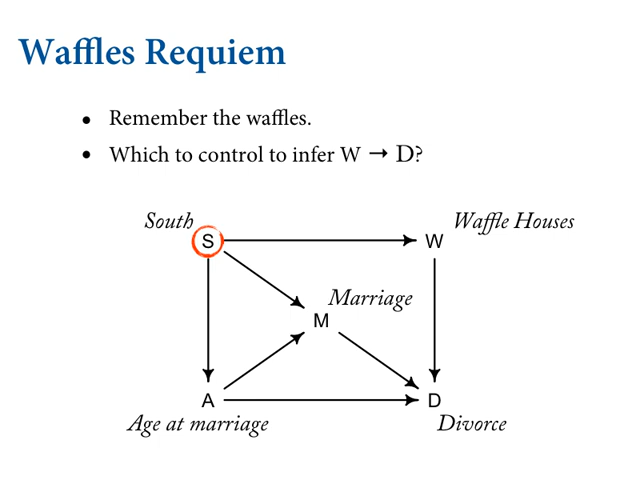 Waffles Requiem
• Remember the waffles.
• Which to control to infer W → D?
South
Waffle Houses
S
W
Marriage
M
A
D
Age at marriage
Divorce